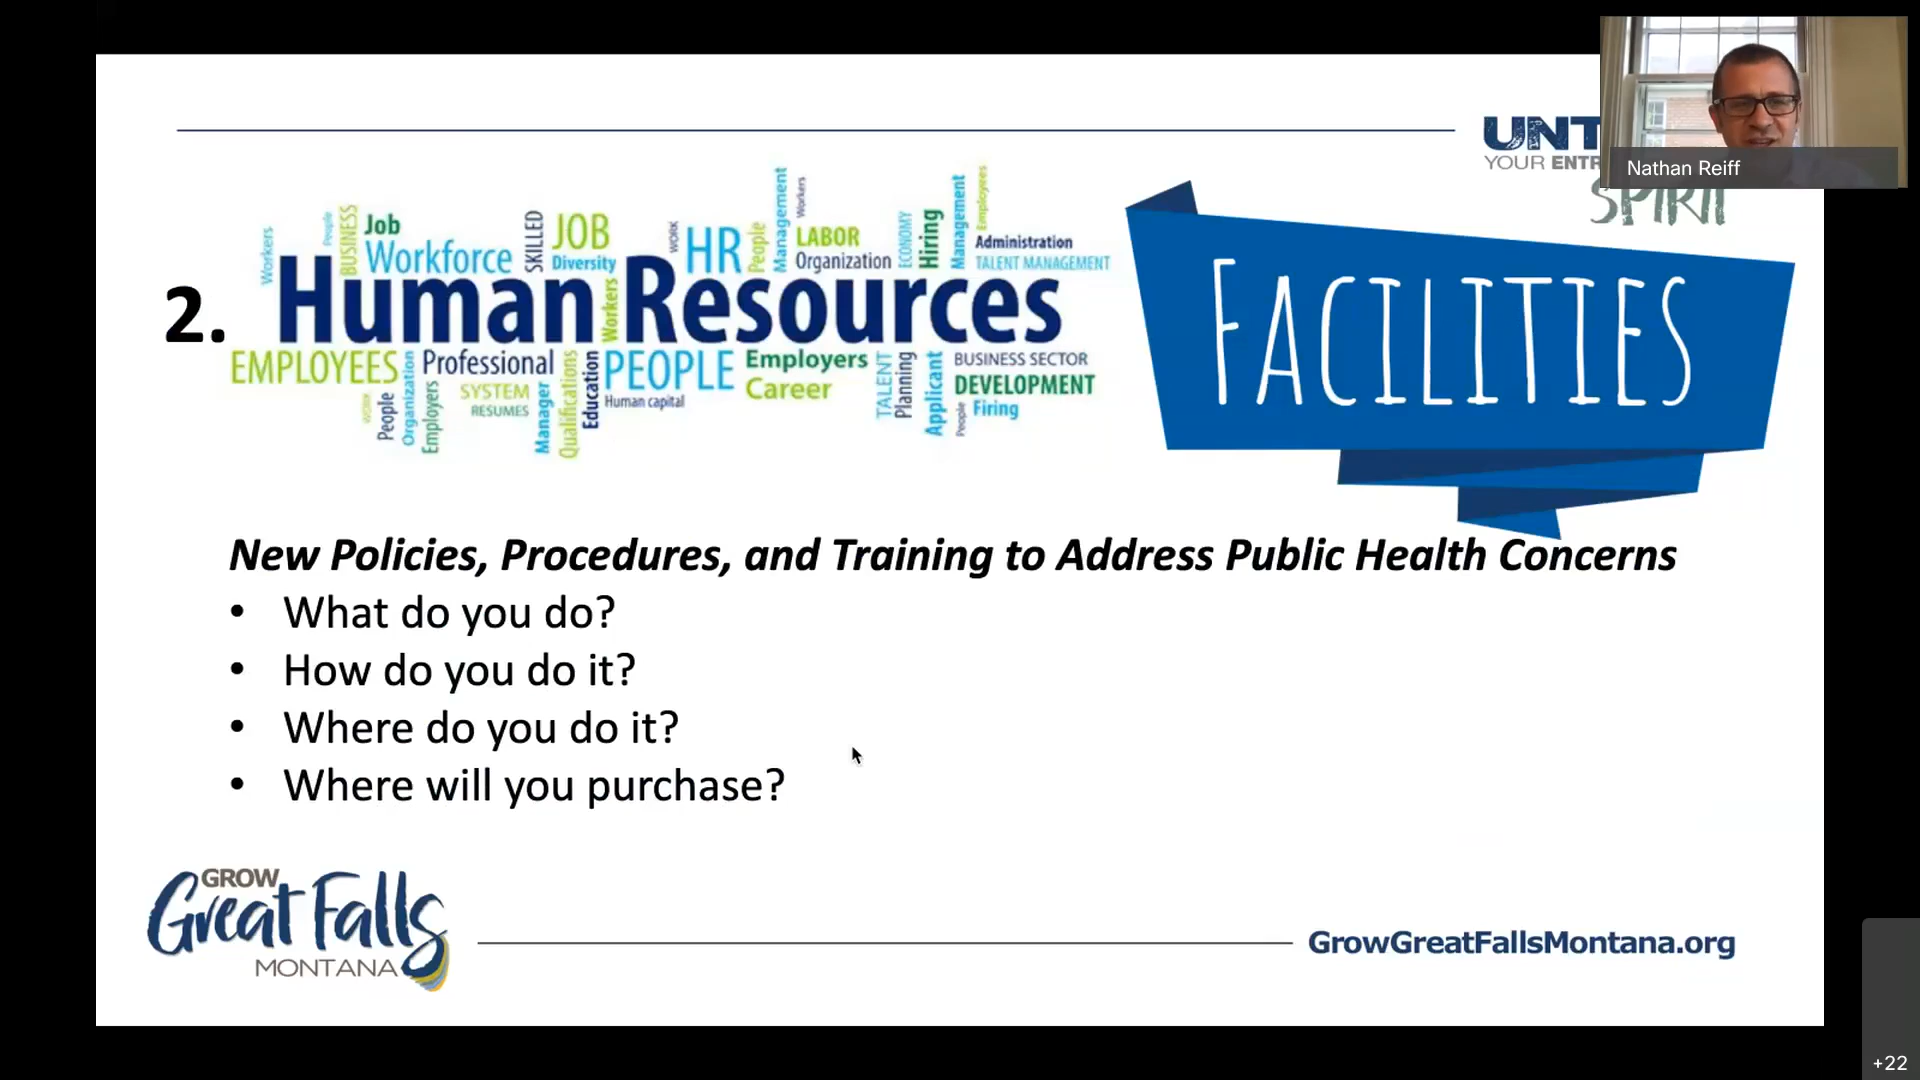 UNT
YOUR ENTR
SPIRIT
Nathan Reiff
2.
Workers
People
BUSINESS
Job
Workforce
SKILLED
JOB
Diversity
WORK
HR
People
Management
Workers
LABOR
Organization
ECONOMY
Hiring
Management
Employees
Administration
TALENT MANAGEMENT
Human Resources
Workers
EMPLOYEES
Professional
PEOPLE
Employers
BUSINESS SECTOR
WORK
People
Organization
Employers
SYSTEM
RESUMES
Manager
Qualifications
Education
Human capital
Career
TALENT
Planning
Applicant
People
DEVELOPMENT
Firing
FACILITIES
New Policies, Procedures, and Training to Address Public Health Concerns
• What do you do?
• How do you do it?
• Where do you do it?
• Where will you purchase?
GROW
Great Falls
MONTANA
GrowGreatFallsMontana.org
+22